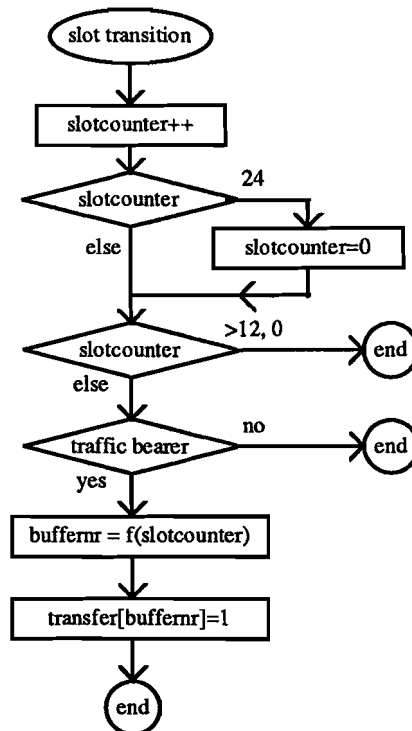 slot transition
slotcounter++
slotcounter
24
else
slotcounter=0
slotcounter
>12, 0
end
else
traffic bearer
no
end
yes
buffernr = f(slotcounter)
transfer[buffernr]=1
end